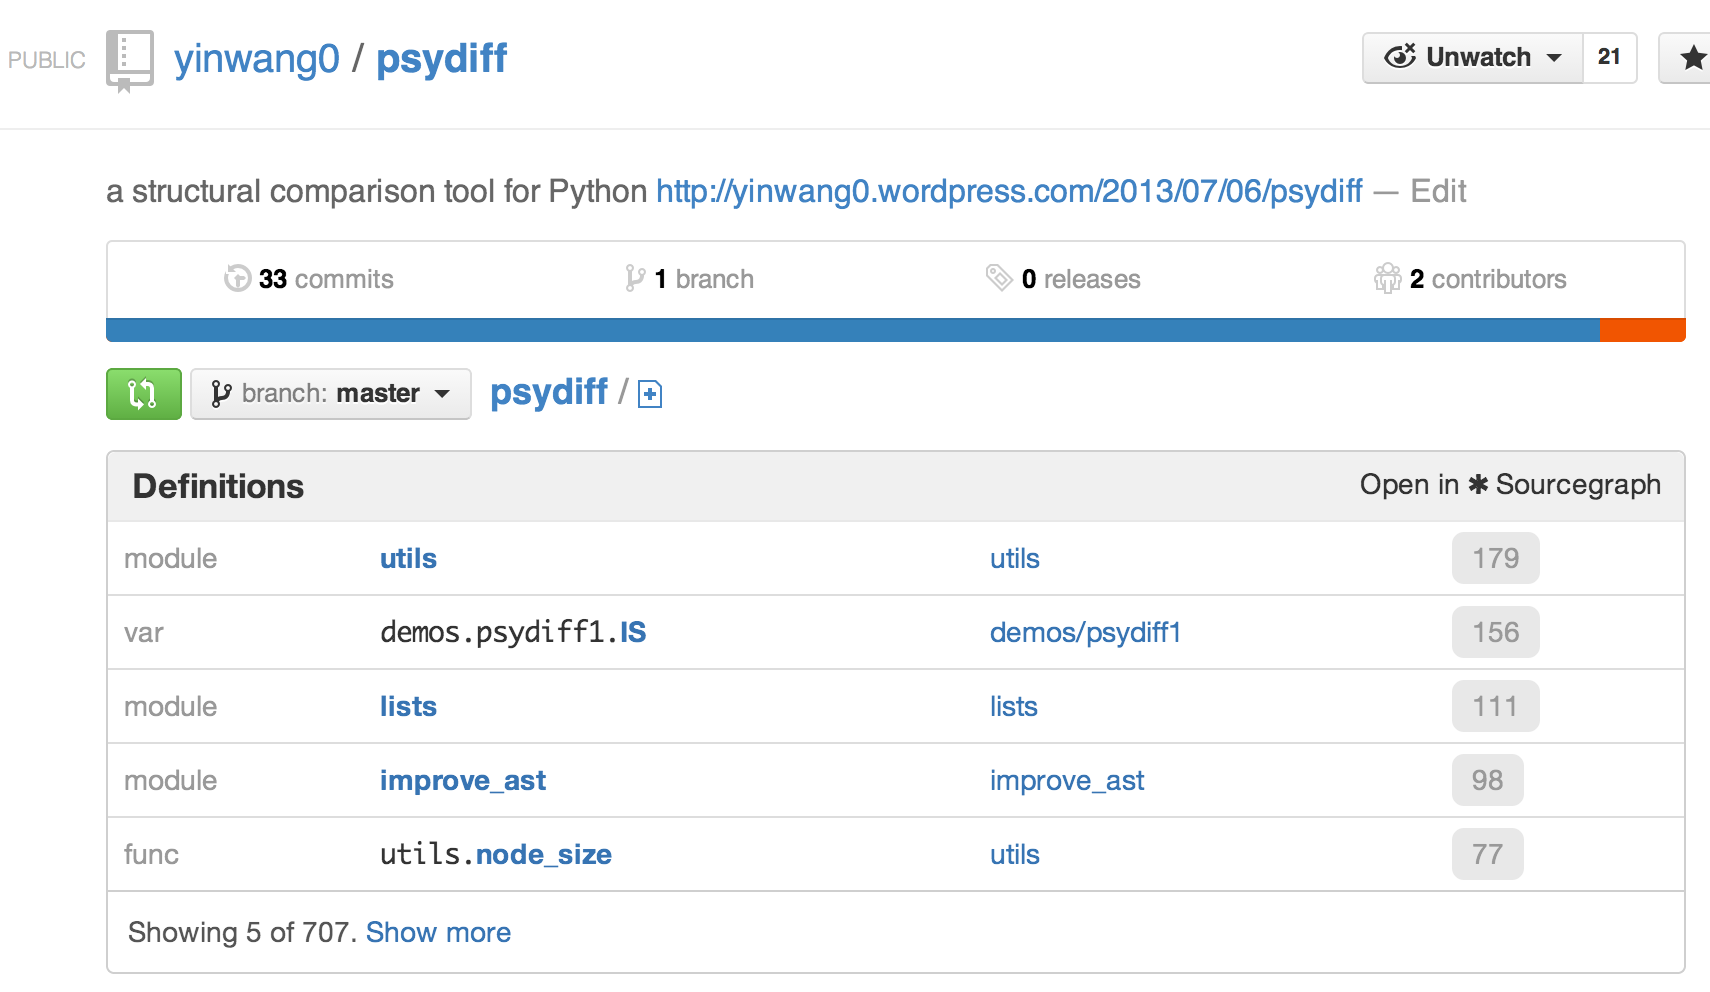 PUBLIC yinwang0 / psydiff Unwatch 21
a structural comparison tool for Python http://yinwang0.wordpress.com/2013/07/06/psydiff — Edit
33 commits 1 branch 0 releases 2 contributors
branch: master psydiff /
Definitions Open in ✱ Sourcegraph
module utils utils 179
var demos.psydiff1.IS demos/psydiff1 156
module lists lists 111
module improve_ast improve_ast 98
func utils.node_size utils 77
Showing 5 of 707. Show more